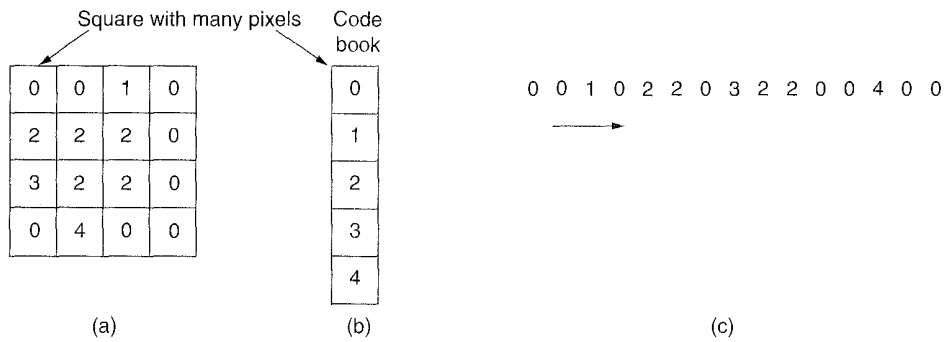 Square with many pixels
Code
book
0 0 1 0
2 2 2 0
3 2 2 0
0 4 0 0
0
1
2
3
4
0 0 1 0 2 2 0 3 2 2 0 0 4 0 0
(a)
(b)
(c)